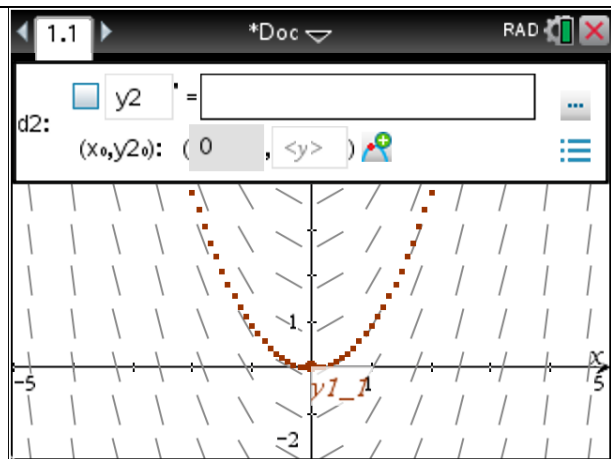 1.1 *Doc RAD
d2: y2 ' =
(x₀,y2₀): ( 0 , <y> )
...
1
x
-5 y1_1 1 5
-2